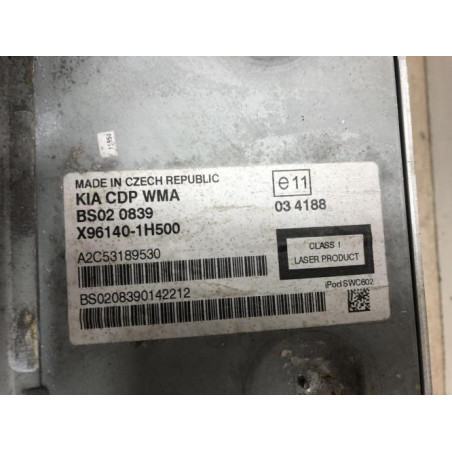 MADE IN CZECH REPUBLIC
KIA CDP WMA
BS02 0839
X96140-1H500
e11
03 4188
A2C53189530
CLASS 1
LASER PRODUCT
BS0208390142212
iPod SWC602